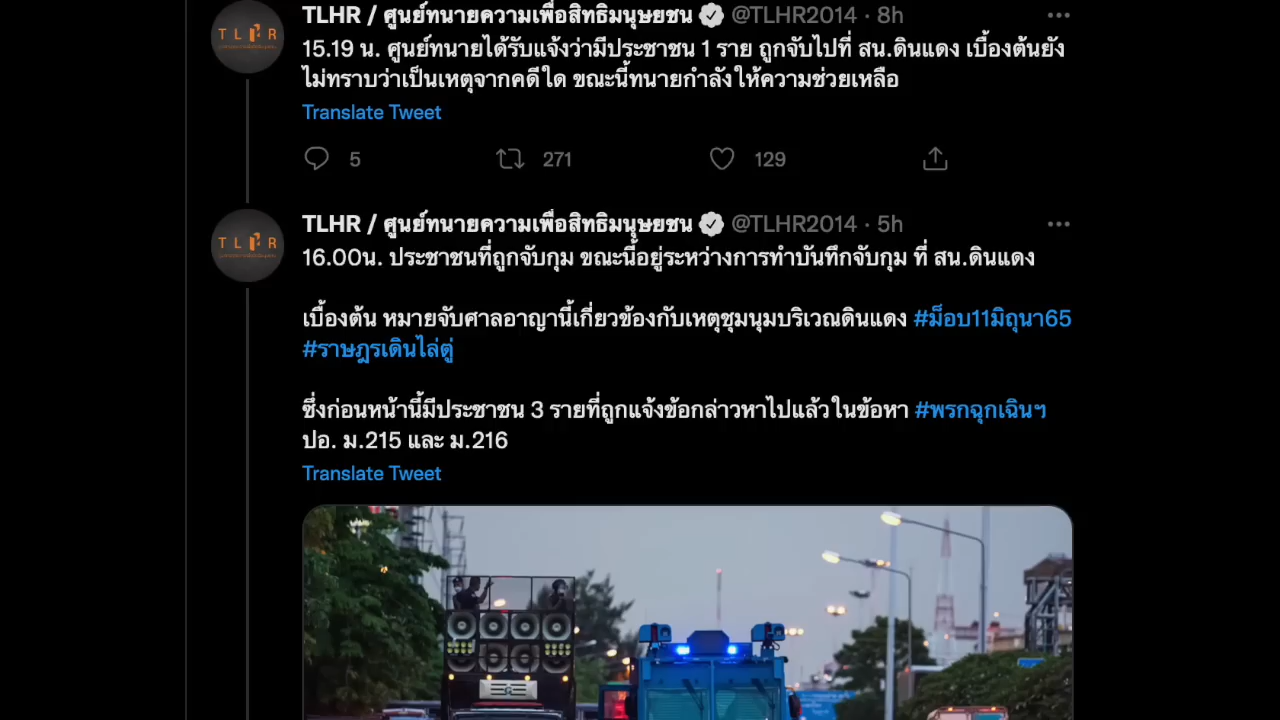 TLHR / ศูนย์ทนายความเพื่อสิทธิมนุษยชน @TLHR2014 · 8h
TLHR
15.19 น. ศูนย์ทนายได้รับแจ้งว่ามีประชาชน 1 ราย ถูกจับไปที่ สน.ดินแดง เบื้องต้นยัง
ไม่ทราบว่าเป็นเหตุจากคดีใด ขณะนี้ทนายกำลังให้ความช่วยเหลือ
Translate Tweet
5 271 129
TLHR / ศูนย์ทนายความเพื่อสิทธิมนุษยชน @TLHR2014 · 5h
TLHR
16.00น. ประชาชนที่ถูกจับกุม ขณะนี้อยู่ระหว่างการทำบันทึกจับกุม ที่ สน.ดินแดง
เบื้องต้น หมายจับศาลอาญานี้เกี่ยวข้องกับเหตุชุมนุมบริเวณดินแดง #ม็อบ11มิถุนา65
#ราษฎรเดินไล่ตู่
ซึ่งก่อนหน้านี้มีประชาชน 3 รายที่ถูกแจ้งข้อกล่าวหาไปแล้วในข้อหา #พรกฉุกเฉินฯ
ปอ. ม.215 และ ม.216
Translate Tweet